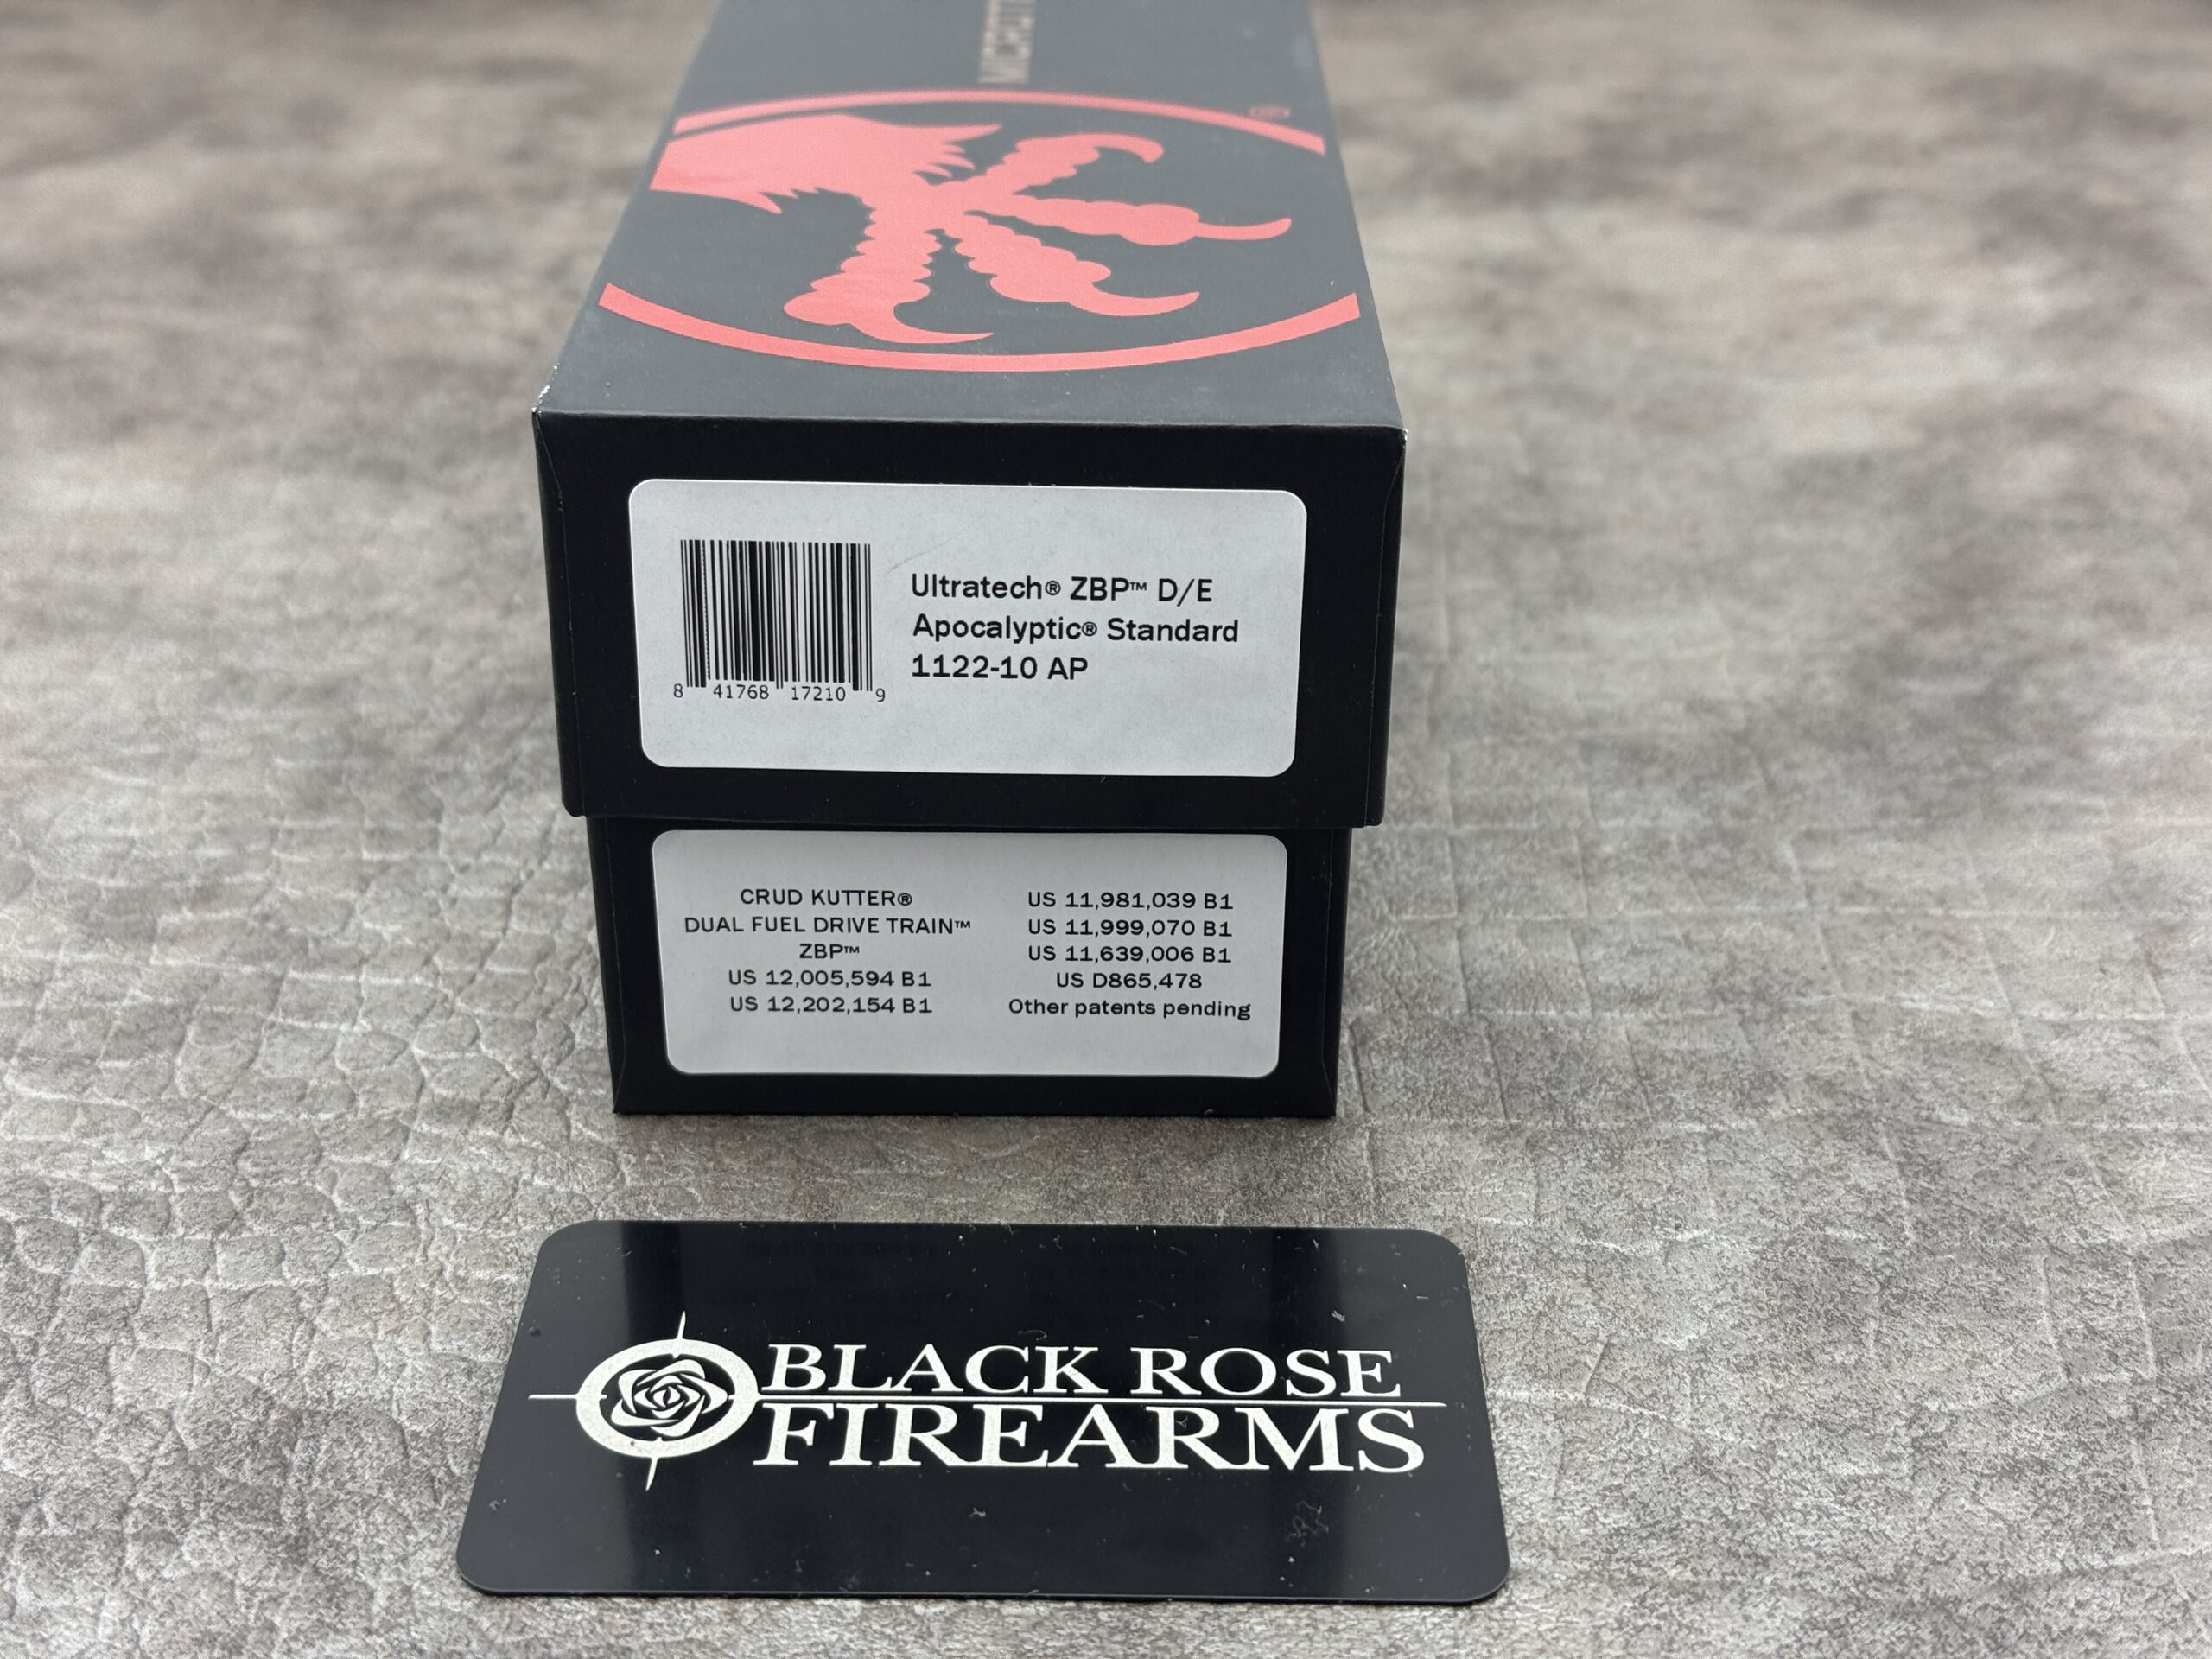 ®
Ultratech® ZBP™ D/E
Apocalyptic® Standard
1122-10 AP
8 41768 17210 9
CRUD KUTTER®
DUAL FUEL DRIVE TRAIN™
ZBP™
US 12,005,594 B1
US 12,202,154 B1
US 11,981,039 B1
US 11,999,070 B1
US 11,639,006 B1
US D865,478
Other patents pending
BLACK ROSE
FIREARMS